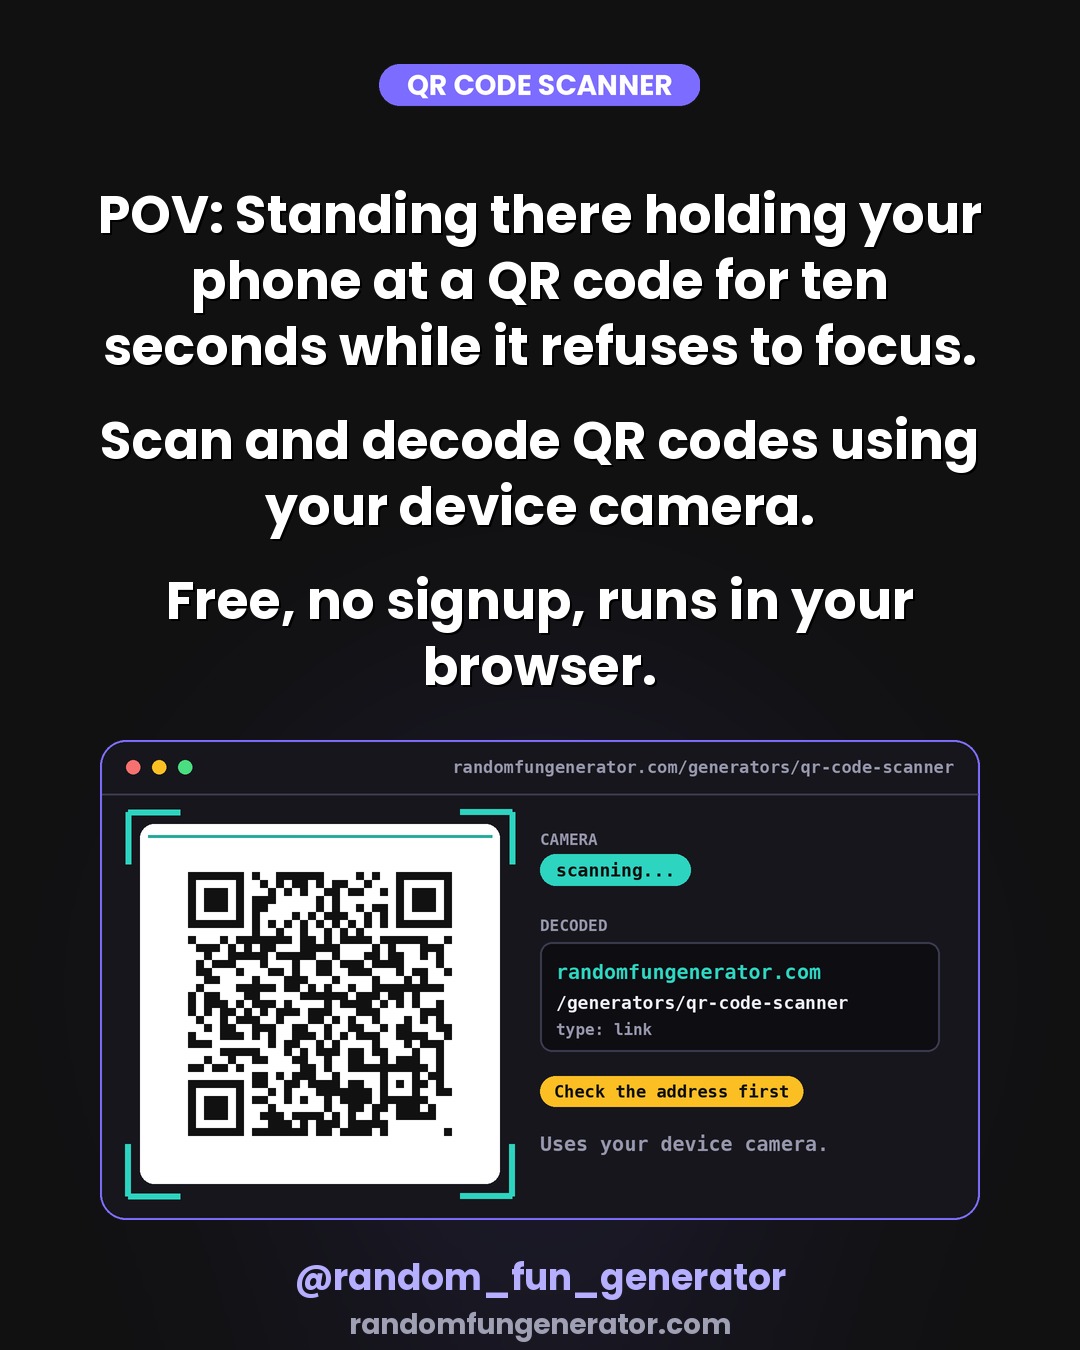 QR CODE SCANNER
POV: Standing there holding your
phone at a QR code for ten
seconds while it refuses to focus.
Scan and decode QR codes using
your device camera.
Free, no signup, runs in your
browser.
randomfungenerator.com/generators/qr-code-scanner
CAMERA
scanning...
DECODED
randomfungenerator.com
/generators/qr-code-scanner
type: link
Check the address first
Uses your device camera.
@random_fun_generator
randomfungenerator.com